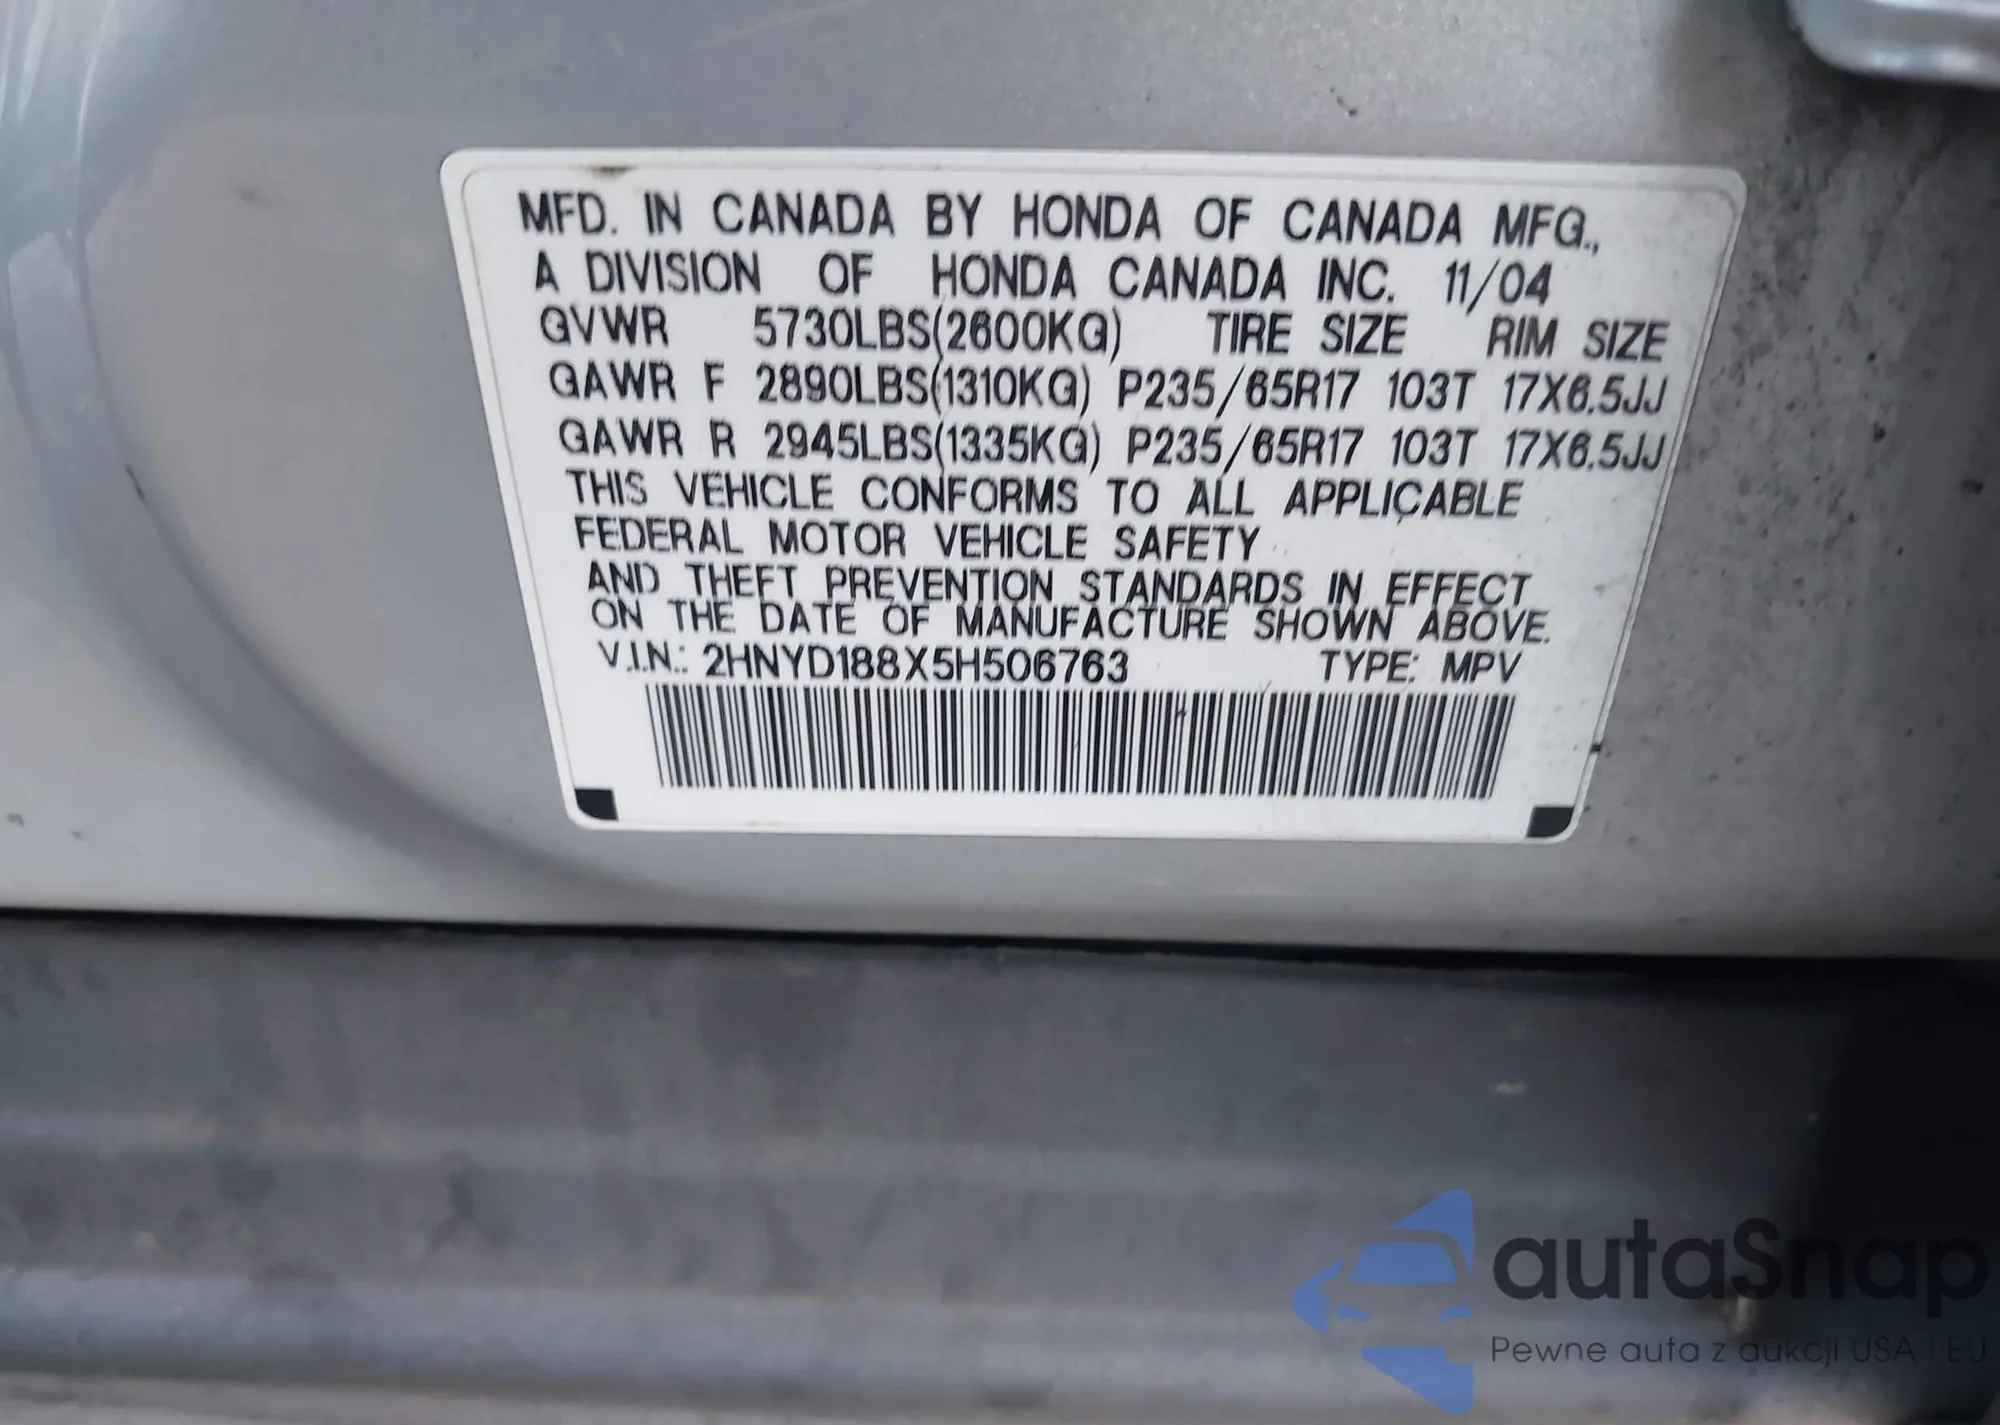 MFD. IN CANADA BY HONDA OF CANADA MFG.,
A DIVISION OF HONDA CANADA INC. 11/04
GVWR 5730LBS(2600KG) TIRE SIZE RIM SIZE
GAWR F 2890LBS(1310KG) P235/65R17 103T 17X6.5JJ
GAWR R 2945LBS(1335KG) P235/65R17 103T 17X6.5JJ
THIS VEHICLE CONFORMS TO ALL APPLICABLE
FEDERAL MOTOR VEHICLE SAFETY
AND THEFT PREVENTION STANDARDS IN EFFECT
ON THE DATE OF MANUFACTURE SHOWN ABOVE.
V.I.N.: 2HNYD188X5H506763 TYPE: MPV
autaSnap
Pewne auta z aukcji USA i EU